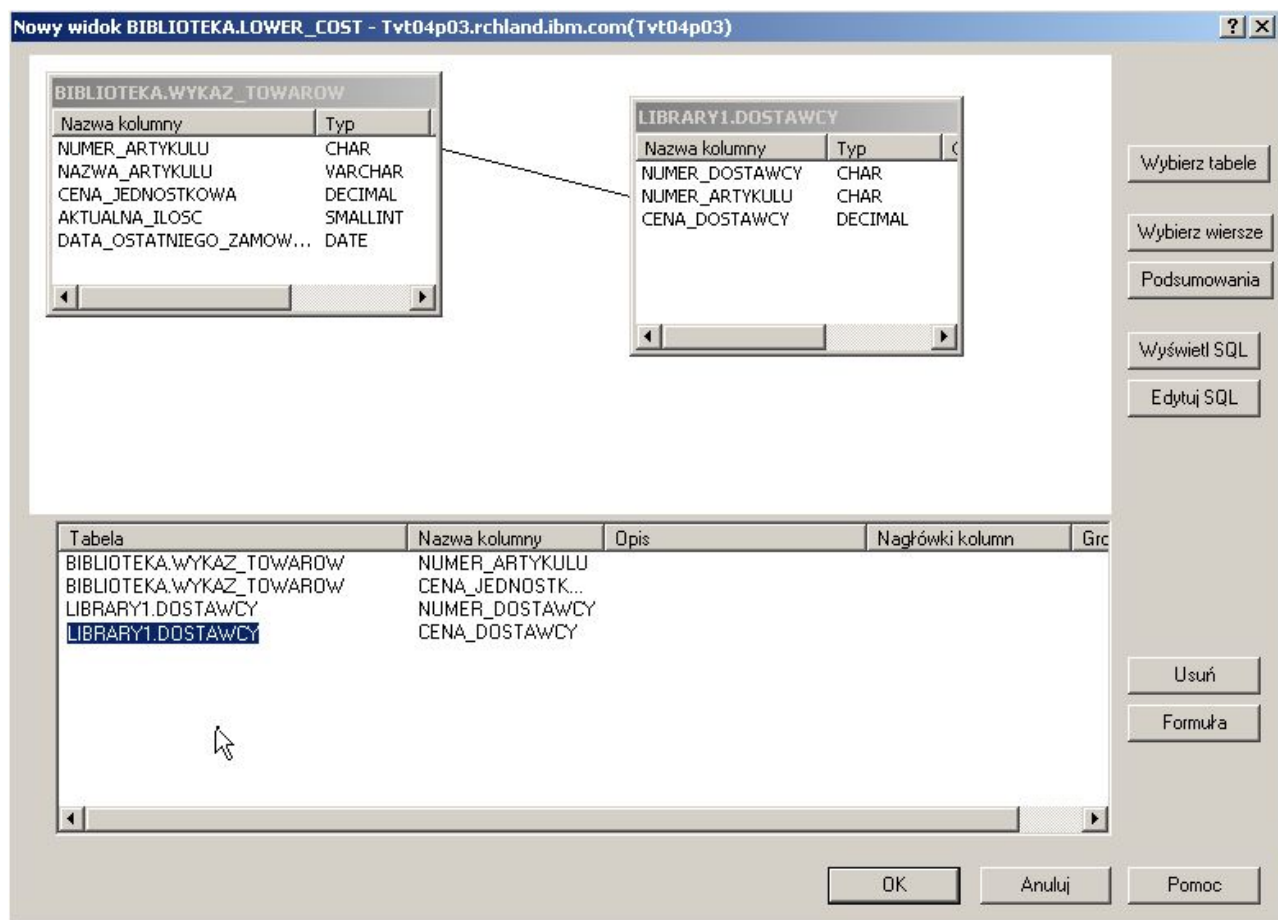 Nowy widok BIBLIOTEKA.LOWER_COST - Tvt04p03.rchland.ibm.com(Tvt04p03)
BIBLIOTEKA.WYKAZ_TOWAROW
Nazwa kolumny Typ
NUMER_ARTYKULU CHAR
NAZWA_ARTYKULU VARCHAR
CENA_JEDNOSTKOWA DECIMAL
AKTUALNA_ILOSC SMALLINT
DATA_OSTATNIEGO_ZAMOW... DATE
LIBRARY1.DOSTAWCY
Nazwa kolumny Typ
NUMER_DOSTAWCY CHAR
NUMER_ARTYKULU CHAR
CENA_DOSTAWCY DECIMAL
Wybierz tabele
Wybierz wiersze
Podsumowania
Wyświetl SQL
Edytuj SQL
Tabela Nazwa kolumny Opis Nagłówki kolumn Grc
BIBLIOTEKA.WYKAZ_TOWAROW NUMER_ARTYKULU
BIBLIOTEKA.WYKAZ_TOWAROW CENA_JEDNOSTK...
LIBRARY1.DOSTAWCY NUMER_DOSTAWCY
LIBRARY1.DOSTAWCY CENA_DOSTAWCY
Usuń
Formuła
OK Anuluj Pomoc